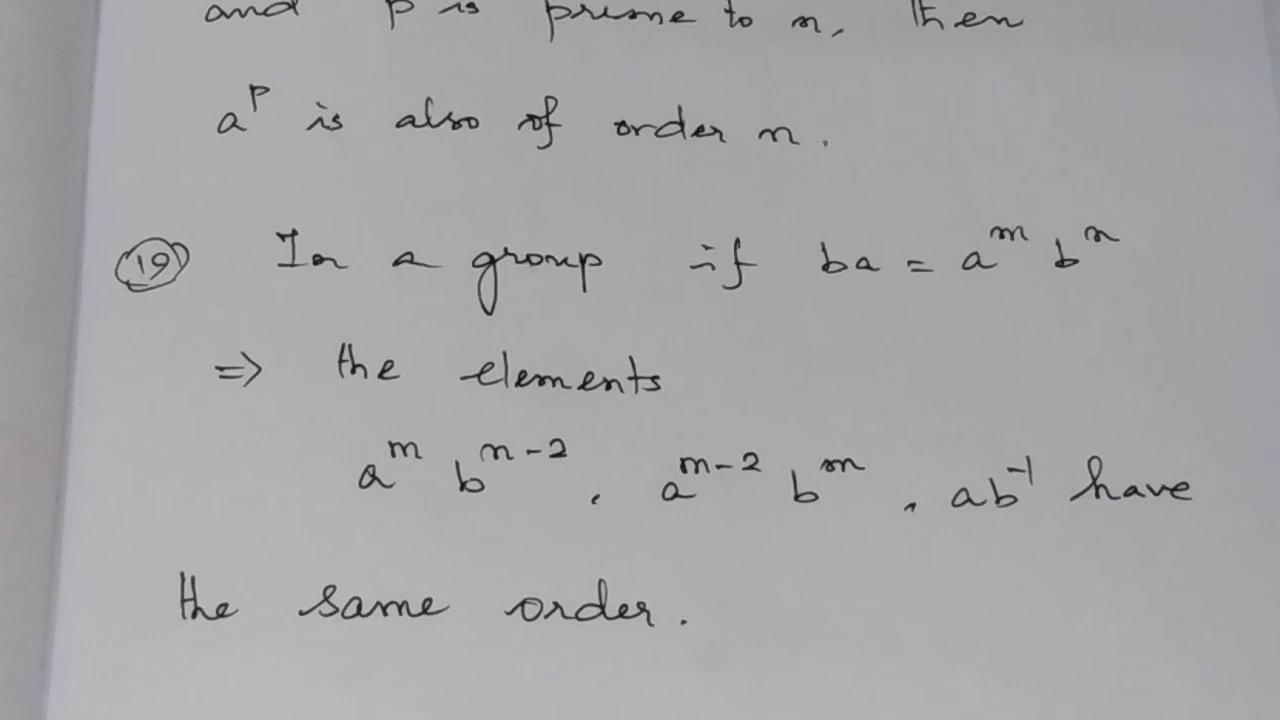 and p is prime to n, then
a^p is also of order n.
(19) In a group if ba = a^m b^n
=> the elements
a^m b^{n-2}, a^{m-2} b^n, ab^{-1} have
the same order.